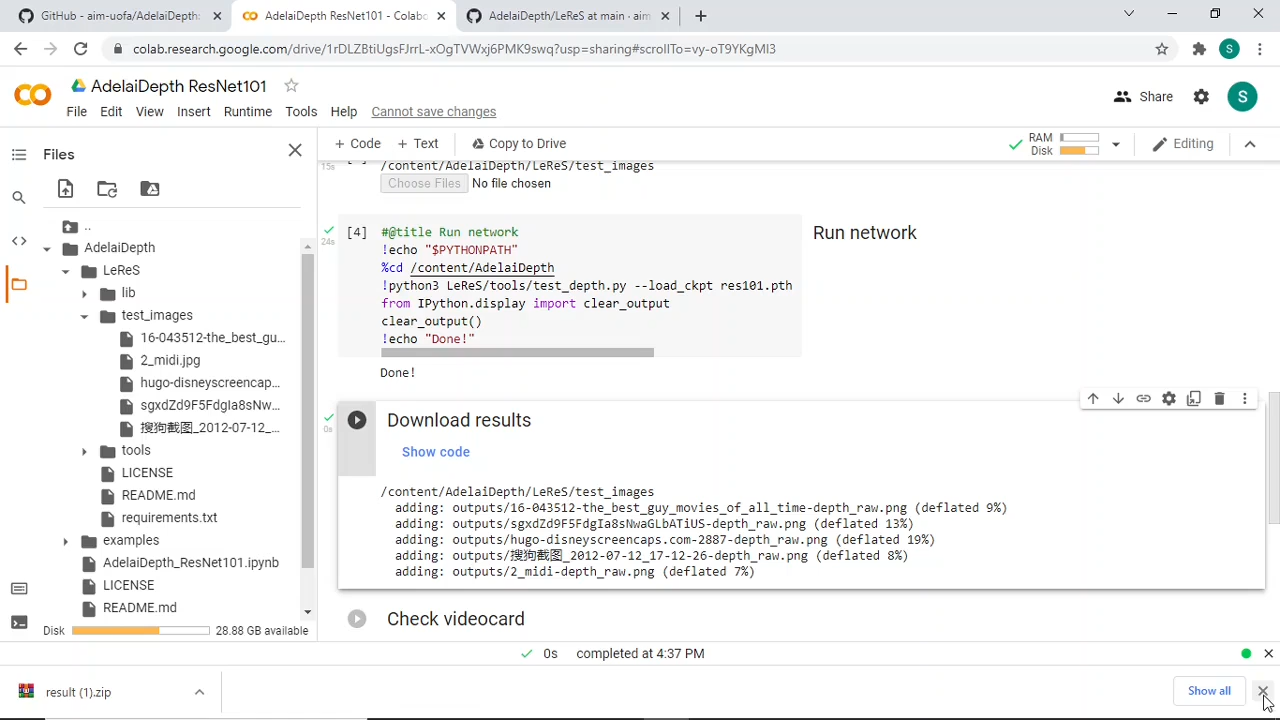 GitHub - aim-uofa/AdelaiDepth:
AdelaiDepth ResNet101 - Colabo
AdelaiDepth/LeReS at main · aim
colab.research.google.com/drive/1rDLZBtiUgsFJrrL-xOgTVWxj6PMK9swq?usp=sharing#scrollTo=vy-oT9YKgMI3
S
AdelaiDepth ResNet101
File Edit View Insert Runtime Tools Help Cannot save changes
Share
S
Files
+ Code + Text Copy to Drive
RAM
Disk
Editing
..
AdelaiDepth
LeReS
lib
test_images
16-043512-the_best_gu...
2_midi.jpg
hugo-disneyscreencap...
sgxdZd9F5FdgIa8sNw...
搜狗截图_2012-07-12_...
tools
LICENSE
README.md
requirements.txt
examples
AdelaiDepth_ResNet101.ipynb
LICENSE
README.md
Disk 28.88 GB available
15s
/content/AdelaiDepth/LeReS/test_images
Choose Files No file chosen
24s
[4] #@title Run network
!echo "$PYTHONPATH"
%cd /content/AdelaiDepth
!python3 LeReS/tools/test_depth.py --load_ckpt res101.pth
from IPython.display import clear_output
clear_output()
!echo "Done!"
Run network
Done!
0s
Download results
Show code
/content/AdelaiDepth/LeReS/test_images
adding: outputs/16-043512-the_best_guy_movies_of_all_time-depth_raw.png (deflated 9%)
adding: outputs/sgxdZd9F5FdgIa8sNwaGLbATiUS-depth_raw.png (deflated 13%)
adding: outputs/hugo-disneyscreencaps.com-2887-depth_raw.png (deflated 19%)
adding: outputs/搜狗截图_2012-07-12_17-12-26-depth_raw.png (deflated 8%)
adding: outputs/2_midi-depth_raw.png (deflated 7%)
Check videocard
0s completed at 4:37 PM
result (1).zip
Show all